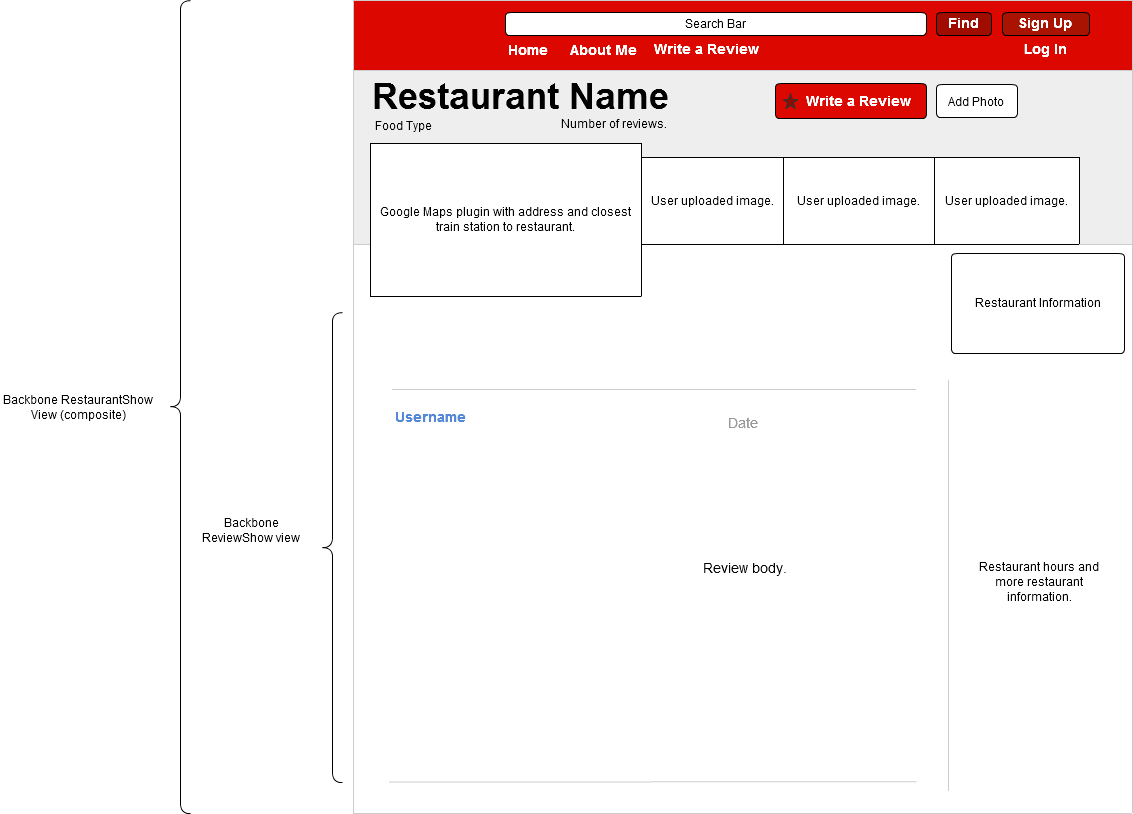 Search Bar
Find
Sign Up
Home
About Me
Write a Review
Log In
Restaurant Name
Write a Review
Add Photo
Food Type
Number of reviews.
Google Maps plugin with address and closest
train station to restaurant.
User uploaded image.
User uploaded image.
User uploaded image.
Restaurant Information
Backbone RestaurantShow
View (composite)
Username
Date
Backbone
ReviewShow view
Review body.
Restaurant hours and
more restaurant
information.